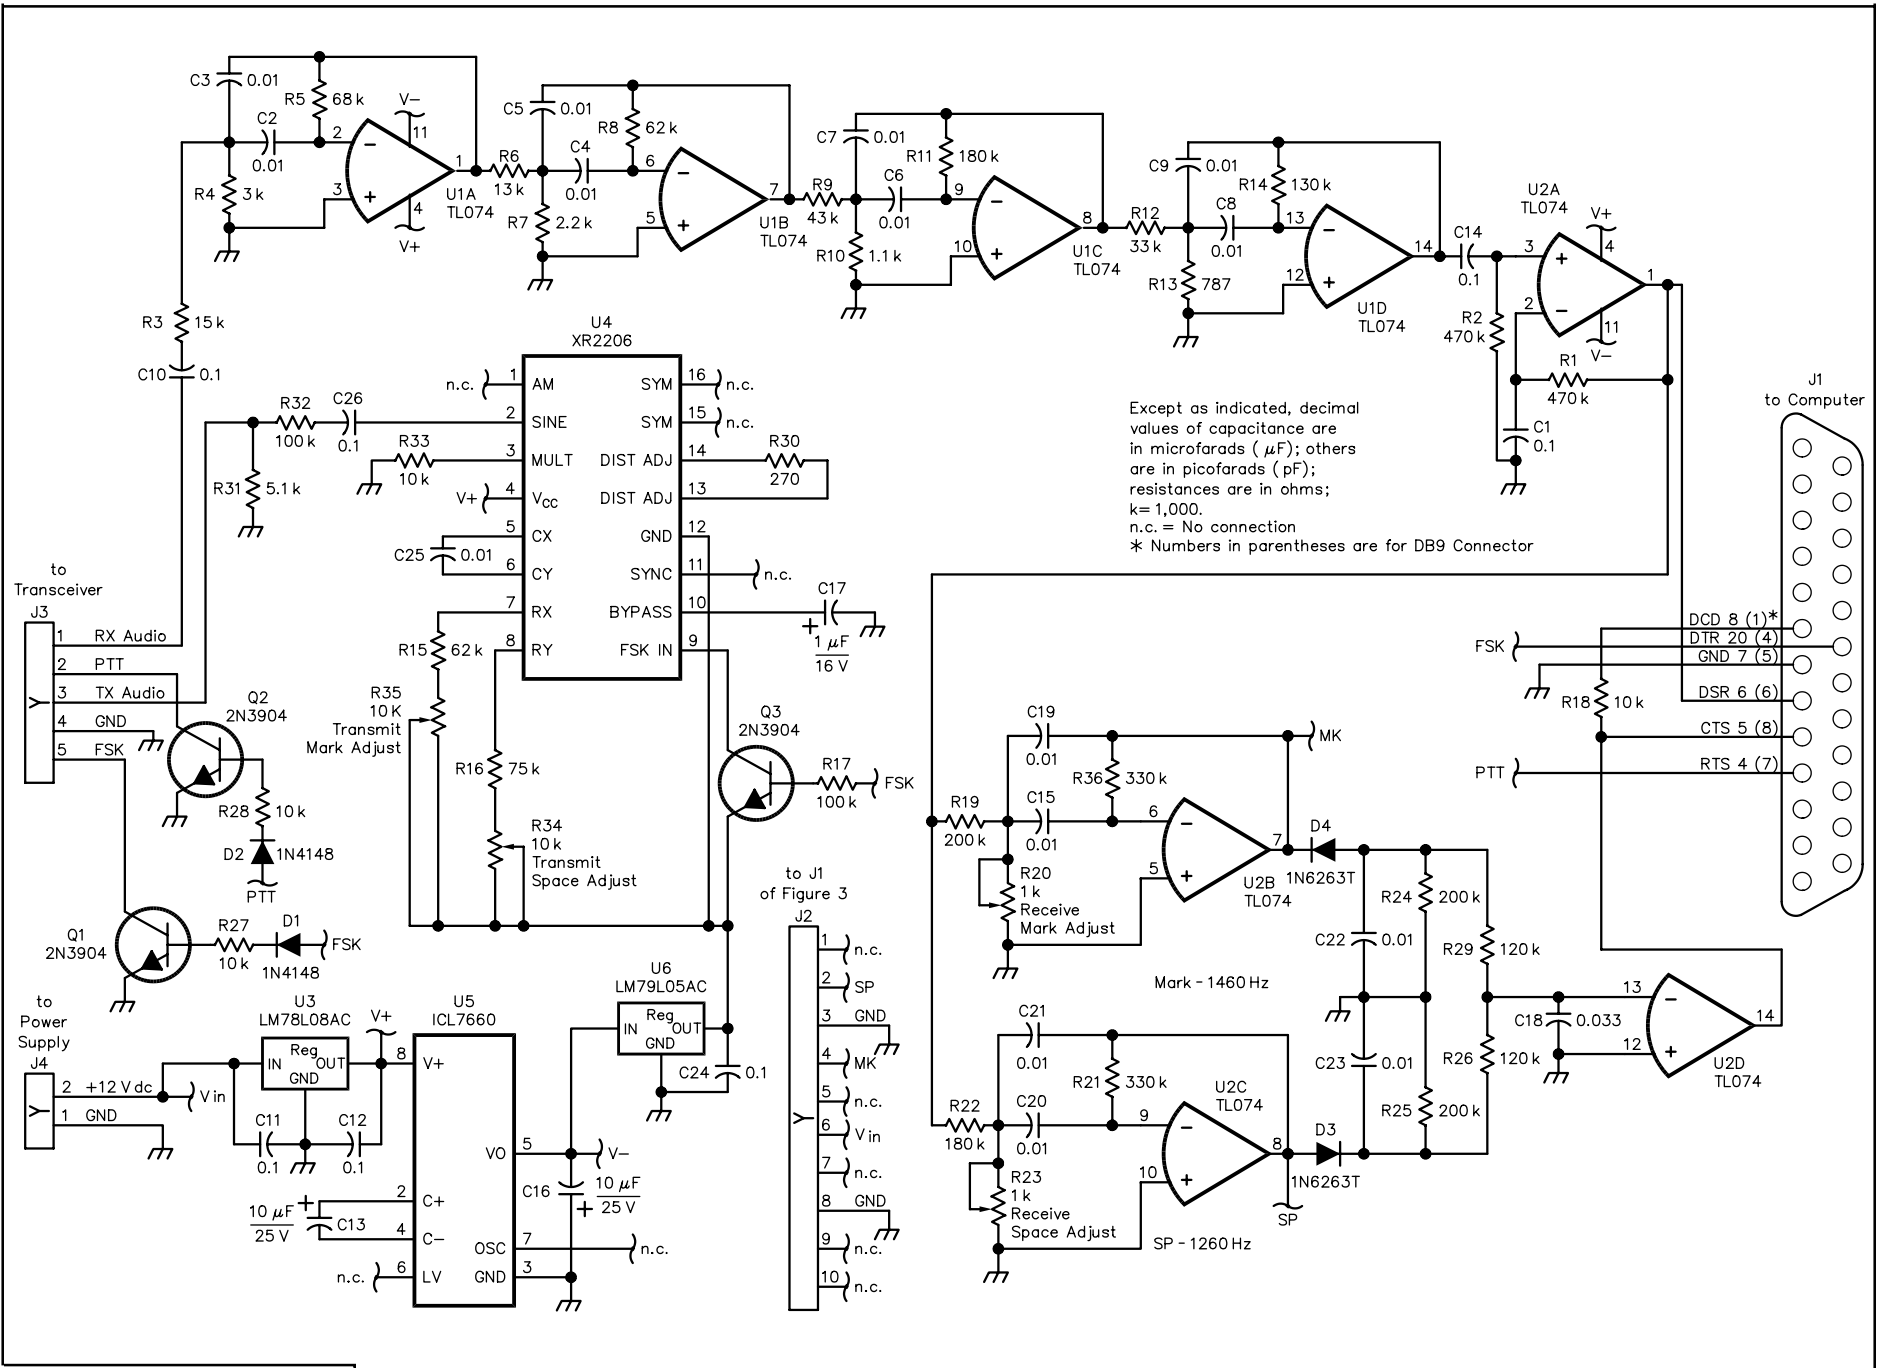 C3
0.01
R5
68 k
C2
0.01
R4
3 k
2
3
V-
11
1
4
V+
U1A
TL074
R6
13 k
C5
0.01
R8
62 k
C4
0.01
R7
2.2 k
6
5
7
U1B
TL074
R9
43 k
C7
0.01
R11
180 k
C6
0.01
R10
1.1 k
9
10
8
U1C
TL074
R12
33 k
C9
0.01
R14
130 k
C8
0.01
R13
787
13
12
14
U1D
TL074
C14
0.1
U2A
TL074
V+
4
3
2
1
11
V-
R2
470 k
R1
470 k
C1
0.1
R3
15 k
C10
0.1
R32
100 k
C26
0.1
R31
5.1 k
R33
10 k
U4
XR2206
n.c.
1
AM
2
SINE
3
MULT
V+
4
VCC
5
CX
6
CY
7
RX
8
RY
SYM
16
n.c.
SYM
15
n.c.
DIST ADJ
14
DIST ADJ
13
GND
12
SYNC
11
n.c.
BYPASS
10
FSK IN
9
R30
270
C25
0.01
C17
+
1 µF
16 V
Except as indicated, decimal
values of capacitance are
in microfarads ( µF); others
are in picofarads ( pF);
resistances are in ohms;
k= 1,000.
n.c. = No connection
* Numbers in parentheses are for DB9 Connector
J1
to Computer
DCD 8 (1)*
FSK
DTR 20 (4)
GND 7 (5)
DSR 6 (6)
CTS 5 (8)
PTT
RTS 4 (7)
R18
10 k
to
Transceiver
J3
1
RX Audio
2
PTT
3
TX Audio
4
GND
5
FSK
Q2
2N3904
R28
10 k
D2
1N4148
PTT
Q1
2N3904
R27
10 k
D1
1N4148
FSK
R15
62 k
R35
10 K
Transmit
Mark Adjust
R16
75 k
R34
10 k
Transmit
Space Adjust
Q3
2N3904
R17
100 k
FSK
to
Power
Supply
J4
2
+12 V dc
1
GND
V in
U3
LM78L08AC
Reg
IN
OUT
GND
V+
C11
0.1
C12
0.1
U5
ICL7660
8
V+
VO
5
V-
2
C+
4
C-
6
LV
n.c.
OSC
7
n.c.
GND
3
10 µF
25 V
+
C13
C16
+
10 µF
25 V
U6
LM79L05AC
Reg
IN
OUT
GND
C24
0.1
to J1
of Figure 3
J2
1
n.c.
2
SP
3
GND
4
MK
5
n.c.
6
V in
7
n.c.
8
GND
9
n.c.
10
n.c.
C19
0.01
MK
R36
330 k
R19
200 k
C15
0.01
R20
1 k
Receive
Mark Adjust
6
5
7
U2B
TL074
D4
1N6263T
R24
200 k
C22
0.01
R29
120 k
Mark - 1460 Hz
C21
0.01
R21
330 k
R22
180 k
C20
0.01
R23
1 k
Receive
Space Adjust
9
10
8
U2C
TL074
D3
1N6263T
SP
SP - 1260 Hz
C23
0.01
R25
200 k
R26
120 k
C18
0.033
13
12
14
U2D
TL074